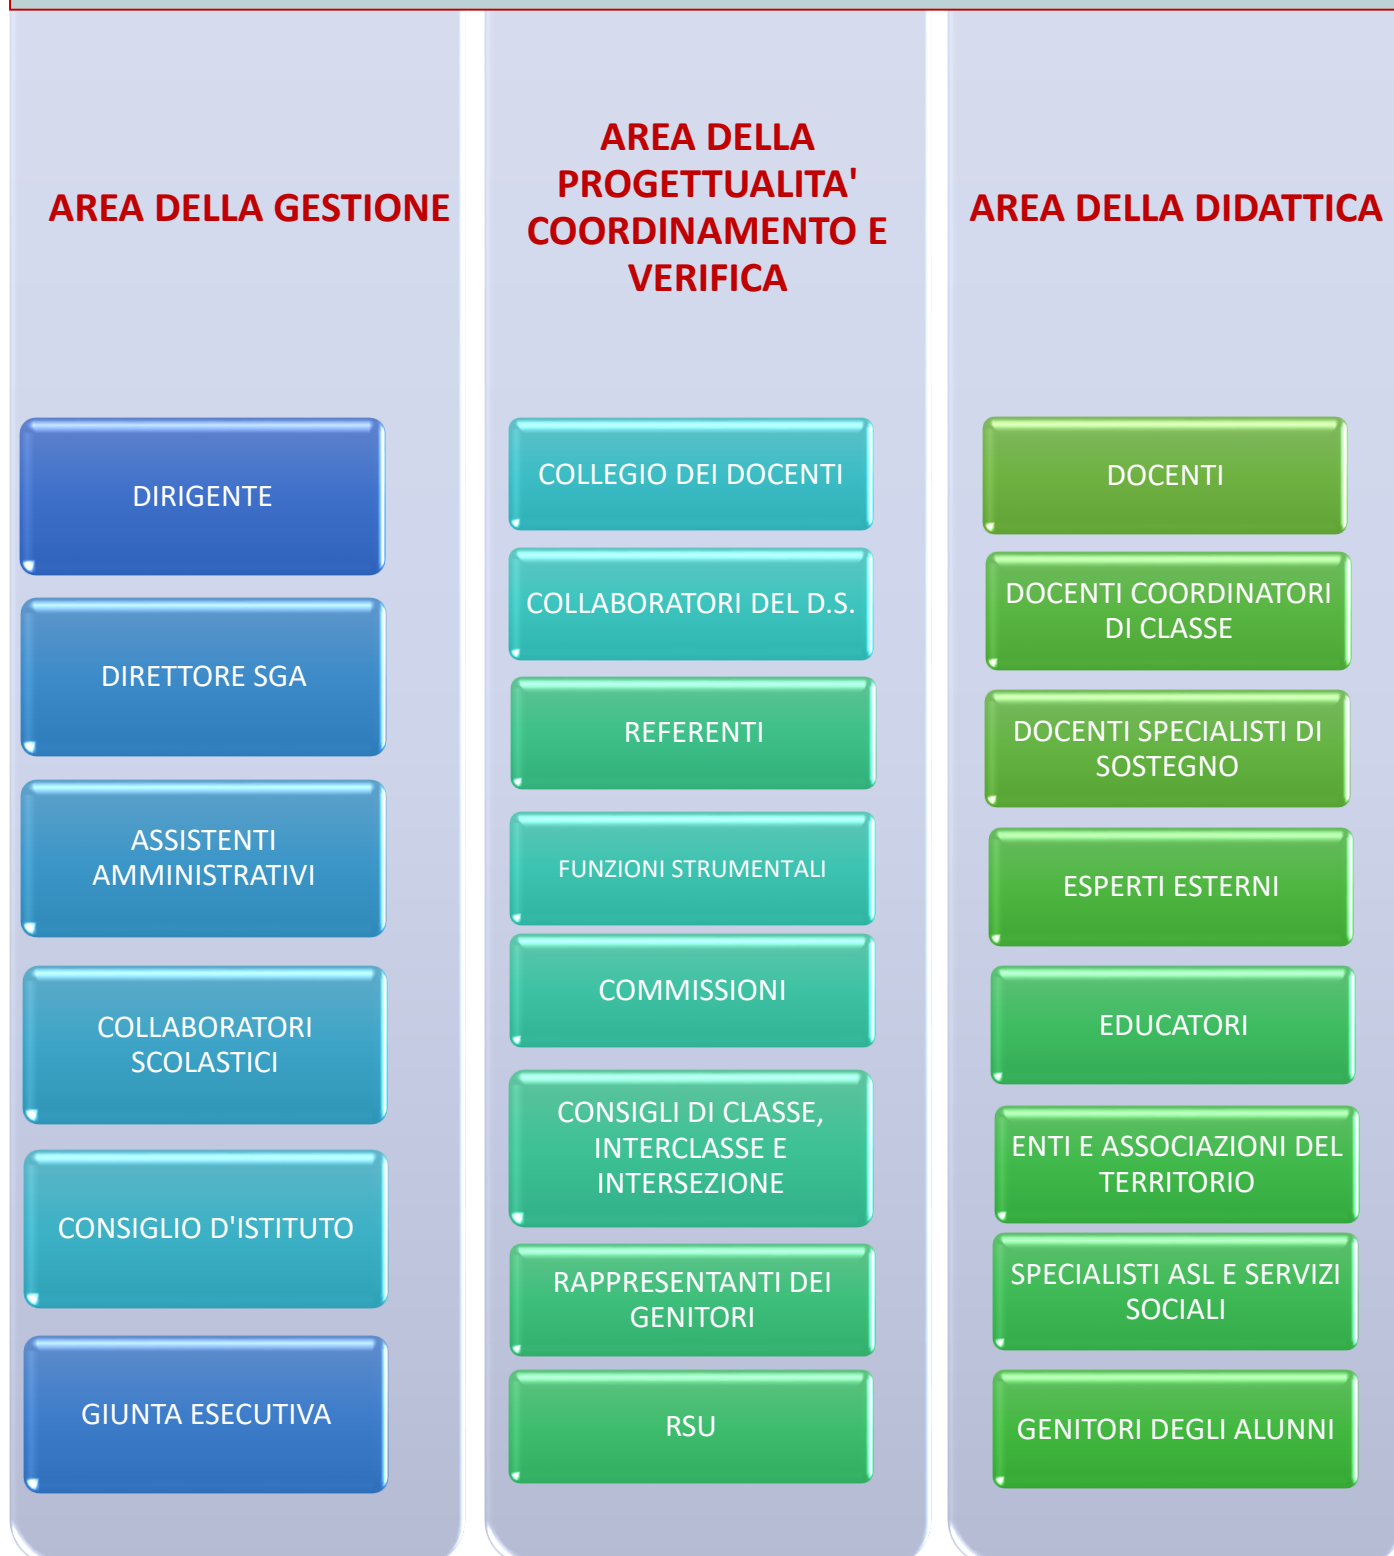 AREA DELLA GESTIONE
DIRIGENTE
DIRETTORE SGA
ASSISTENTI
AMMINISTRATIVI
COLLABORATORI
SCOLASTICI
CONSIGLIO D'ISTITUTO
GIUNTA ESECUTIVA
AREA DELLA
PROGETTUALITA'
COORDINAMENTO E
VERIFICA
COLLEGIO DEI DOCENTI
COLLABORATORI DEL D.S.
REFERENTI
FUNZIONI STRUMENTALI
COMMISSIONI
CONSIGLI DI CLASSE,
INTERCLASSE E
INTERSEZIONE
RAPPRESENTANTI DEI
GENITORI
RSU
AREA DELLA DIDATTICA
DOCENTI
DOCENTI COORDINATORI
DI CLASSE
DOCENTI SPECIALISTI DI
SOSTEGNO
ESPERTI ESTERNI
EDUCATORI
ENTI E ASSOCIAZIONI DEL
TERRITORIO
SPECIALISTI ASL E SERVIZI
SOCIALI
GENITORI DEGLI ALUNNI